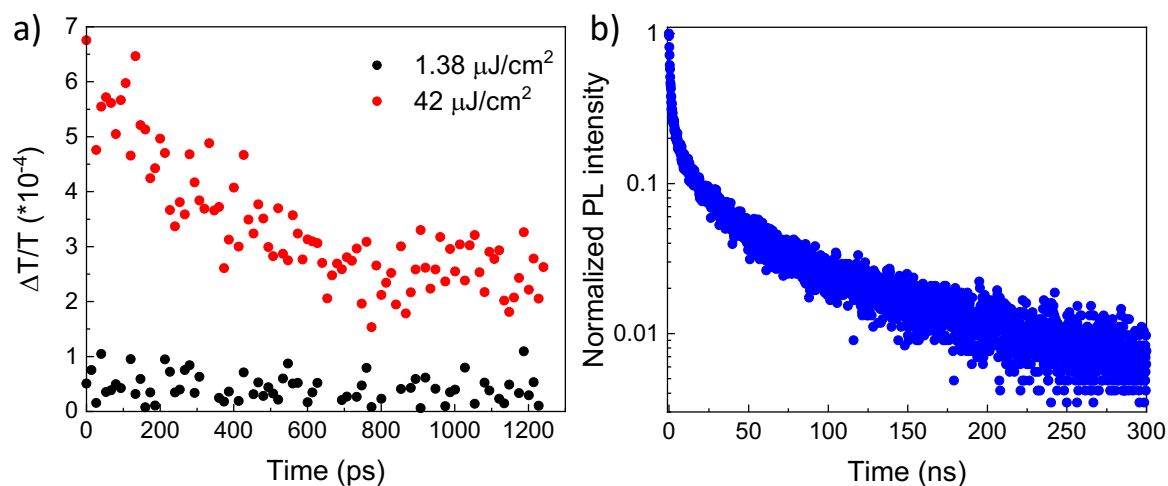 a)
7
6
5
4
3
2
1
0
ΔT/T (*10⁻⁴)
1.38 μJ/cm²
42 μJ/cm²
0 200 400 600 800 1000 1200
Time (ps)
b)
1
0.1
0.01
Normalized PL intensity
0 50 100 150 200 250 300
Time (ns)